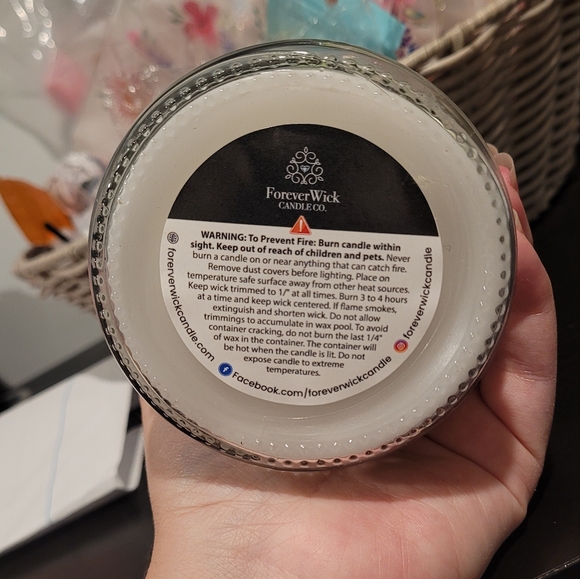 ForeverWick
CANDLE CO.
WARNING: To Prevent Fire: Burn candle within
sight. Keep out of reach of children and pets. Never
burn a candle on or near anything that can catch fire.
Remove dust covers before lighting. Place on
temperature safe surface away from other heat sources.
Keep wick trimmed to 1/" at all times. Burn 3 to 4 hours
at a time and keep wick centered. If flame smokes,
extinguish and shorten wick. Do not allow
trimmings to accumulate in wax pool. To avoid
container cracking, do not burn the last 1/4"
of wax in the container. The container will
be hot when the candle is lit. Do not
expose candle to extreme
temperatures.
forerverwickcandle.com
Facebook.com/foreverwickcandle
foreverwickcandle